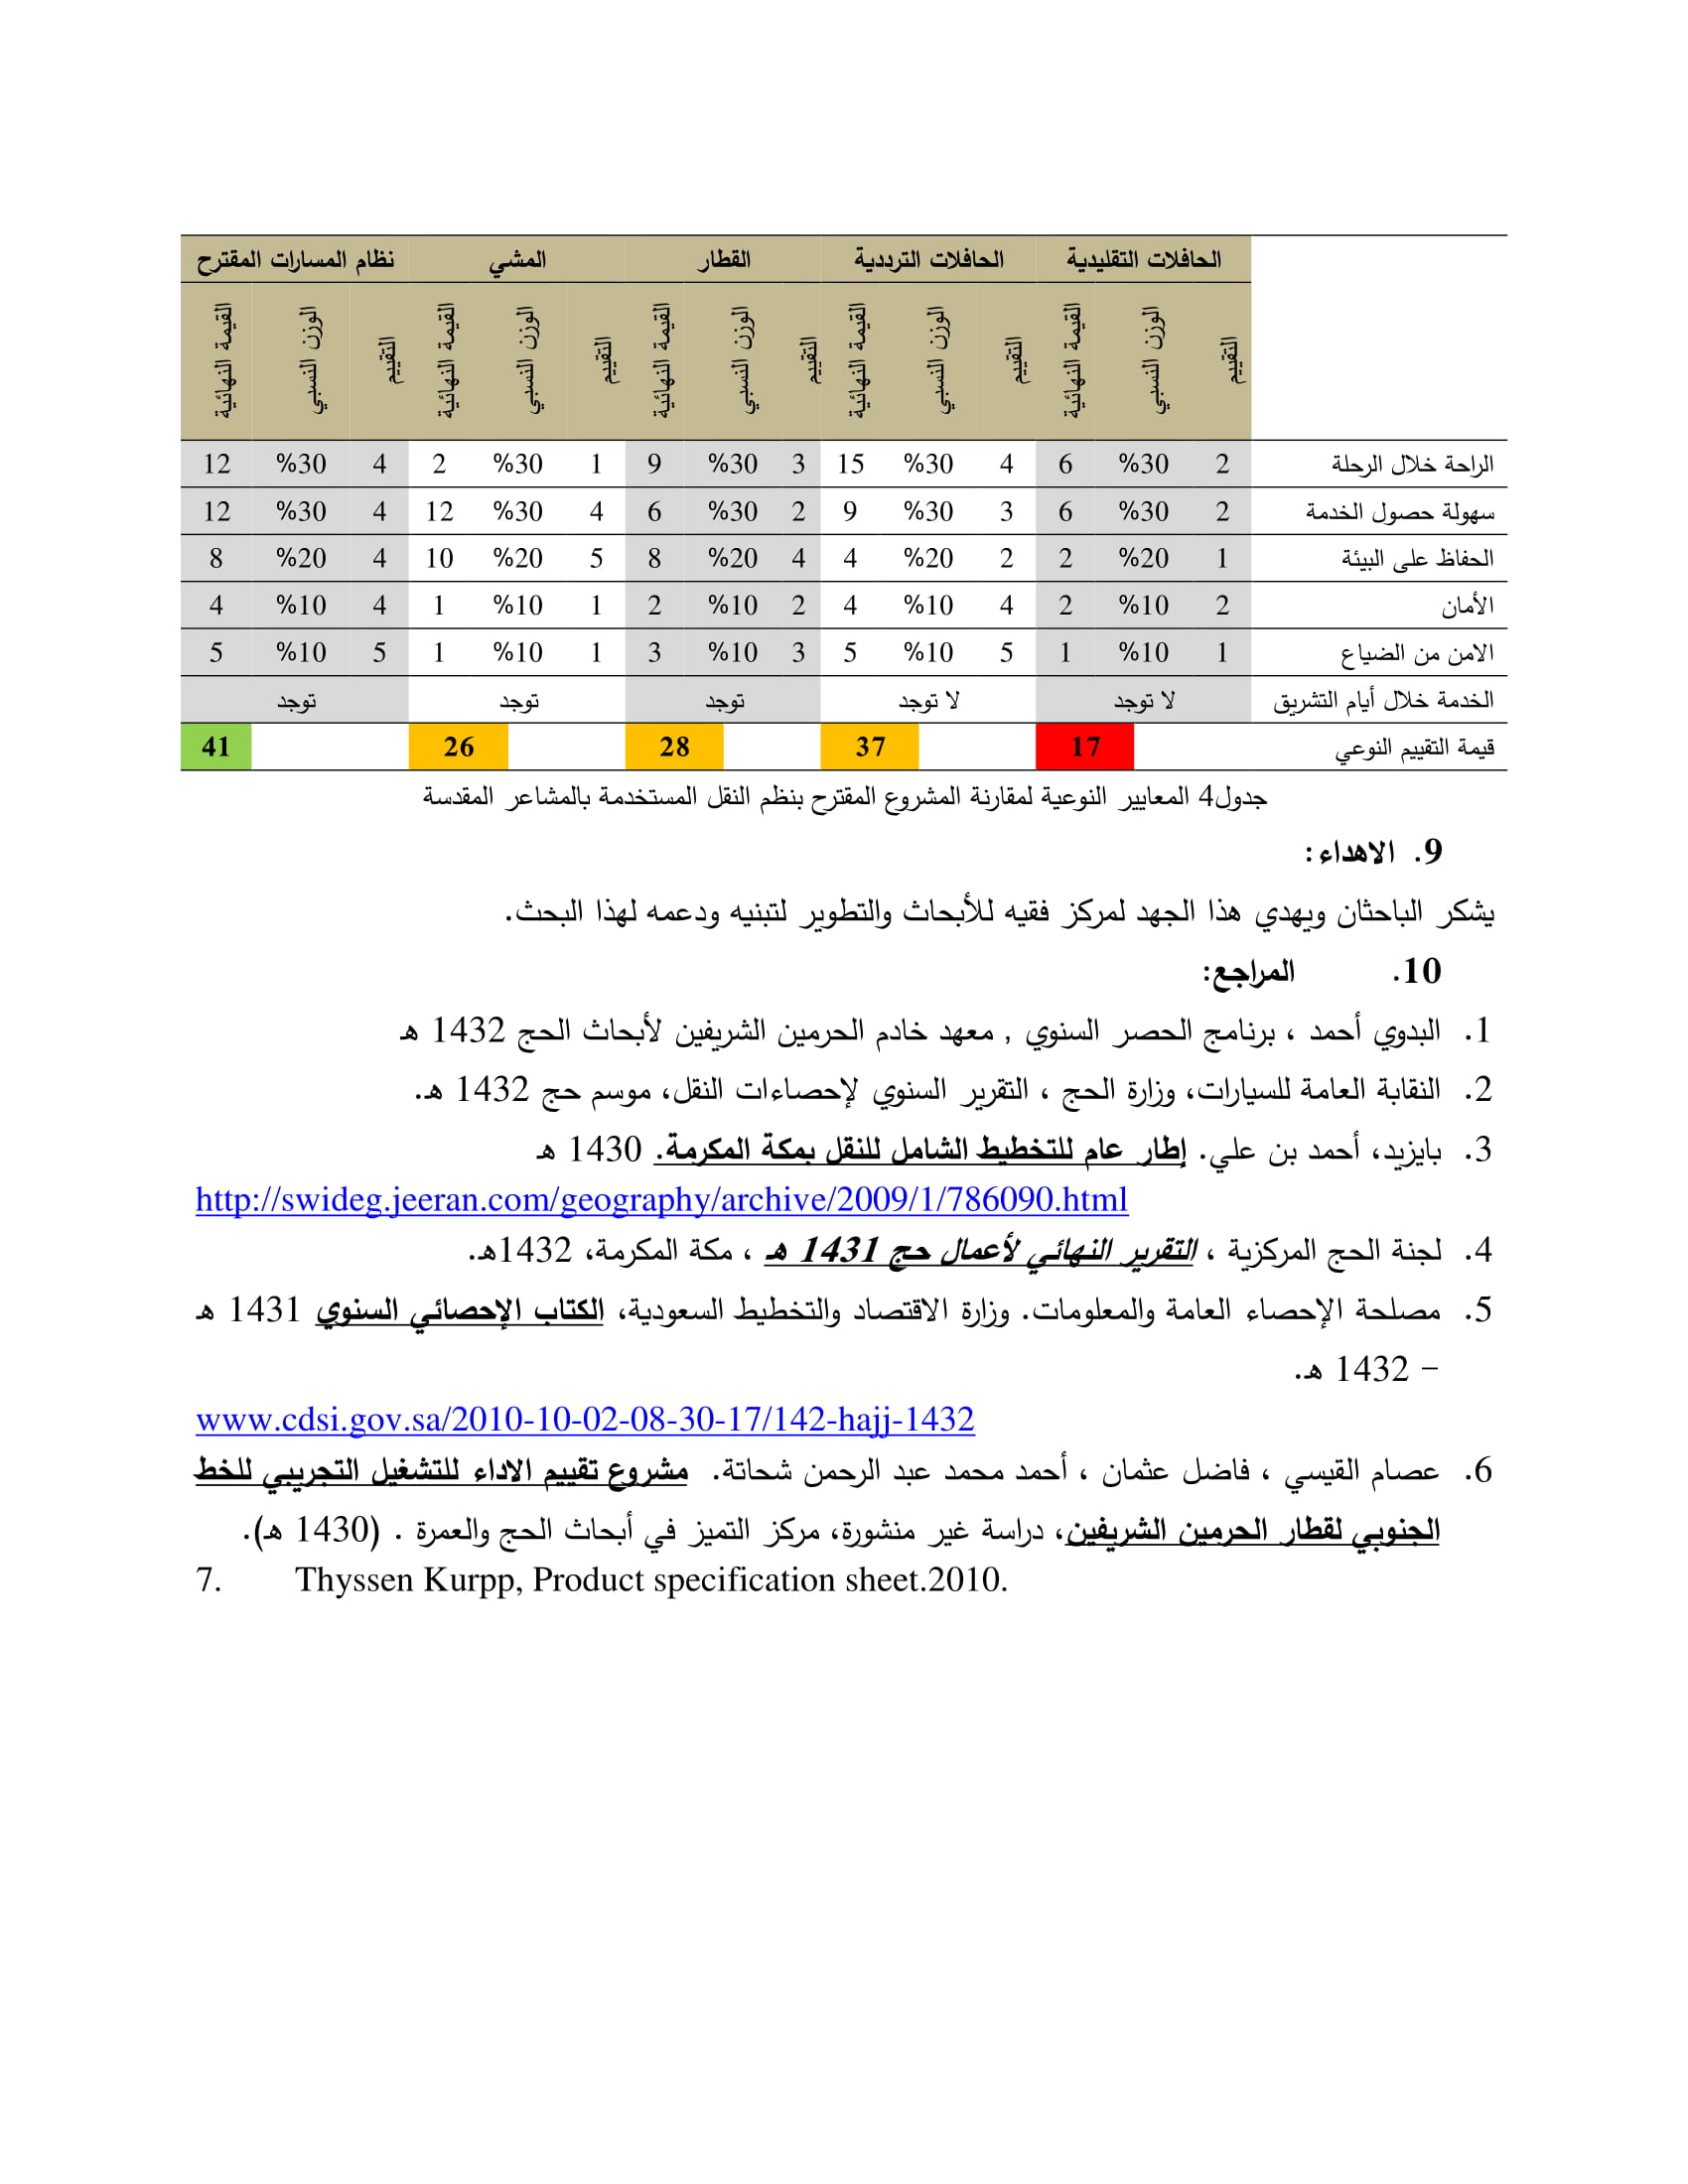 الحافلات التقليدية الحافلات الترددية القطار المشي نظام المسارات المقترح
التقييم الوزن النسبي القيمة النهائية التقييم الوزن النسبي القيمة النهائية التقييم الوزن النسبي القيمة النهائية التقييم الوزن النسبي القيمة النهائية التقييم الوزن النسبي القيمة النهائية
الراحة خلال الرحلة 2 %30 6 4 %30 15 3 %30 9 1 %30 2 4 %30 12
سهولة حصول الخدمة 2 %30 6 3 %30 9 2 %30 6 4 %30 12 4 %30 12
الحفاظ على البيئة 1 %20 2 2 %20 4 4 %20 8 5 %20 10 4 %20 8
الأمان 2 %10 2 4 %10 4 2 %10 2 1 %10 1 4 %10 4
الامن من الضياع 1 %10 1 5 %10 5 3 %10 3 1 %10 1 5 %10 5
الخدمة خلال أيام التشريق لا توجد لا توجد توجد توجد توجد
قيمة التقييم النوعي 17 37 28 26 41
جدول4 المعايير النوعية لمقارنة المشروع المقترح بنظم النقل المستخدمة بالمشاعر المقدسة
9. الاهداء:
يشكر الباحثان ويهدي هذا الجهد لمركز فقيه للأبحاث والتطوير لتبنيه ودعمه لهذا البحث.
10. المراجع:
1. البدوي أحمد ، برنامج الحصر السنوي , معهد خادم الحرمين الشريفين لأبحاث الحج 1432 هـ
2. النقابة العامة للسيارات، وزارة الحج ، التقرير السنوي لإحصاءات النقل، موسم حج 1432 هـ.
3. بايزيد، أحمد بن علي. إطار عام للتخطيط الشامل للنقل بمكة المكرمة. 1430 هـ
http://swideg.jeeran.com/geography/archive/2009/1/786090.html
4. لجنة الحج المركزية ، التقرير النهائي لأعمال حج 1431 هـ ، مكة المكرمة، 1432هـ.
5. مصلحة الإحصاء العامة والمعلومات. وزارة الاقتصاد والتخطيط السعودية، الكتاب الإحصائي السنوي 1431 هـ
– 1432 هـ.
www.cdsi.gov.sa/2010-10-02-08-30-17/142-hajj-1432
6. عصام القيسي ، فاضل عثمان ، أحمد محمد عبد الرحمن شحاتة. مشروع تقييم الاداء للتشغيل التجريبي للخط
الجنوبي لقطار الحرمين الشريفين، دراسة غير منشورة، مركز التميز في أبحاث الحج والعمرة . (1430 هـ).
7. Thyssen Kurpp, Product specification sheet.2010.